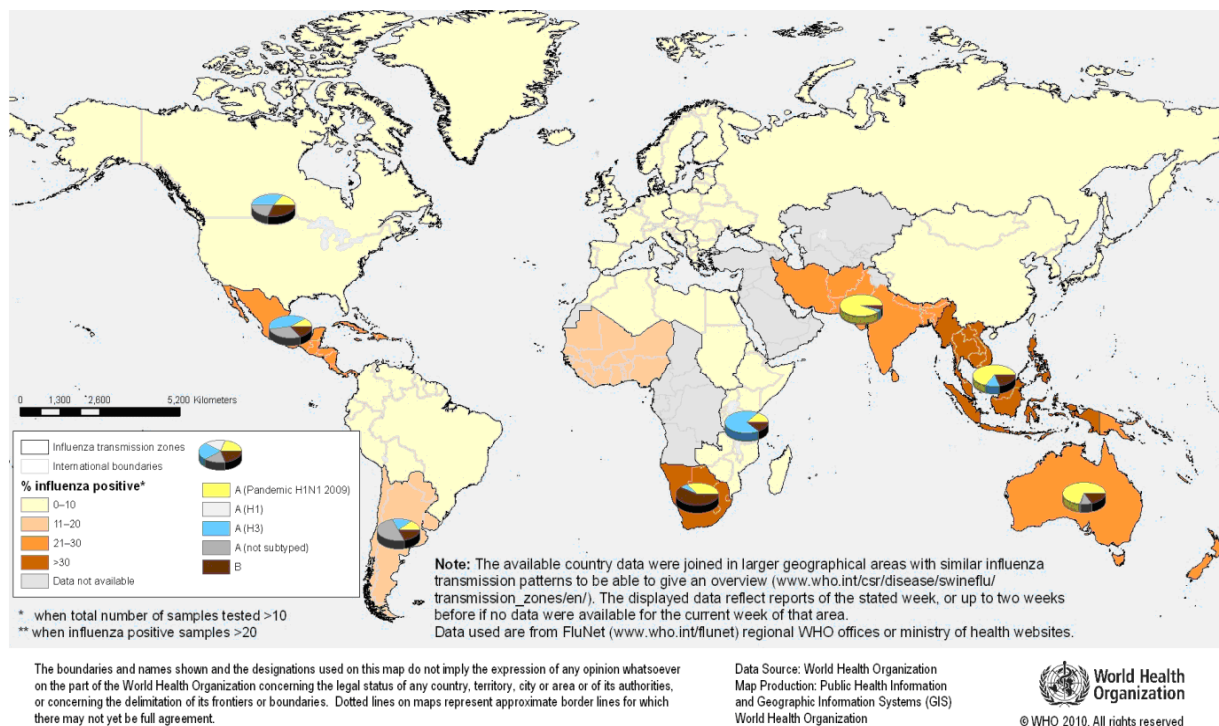 0 1,300 2,600 5,200 Kilometers
Influenza transmission zones
International boundaries
% influenza positive*
0–10
11–20
21–30
>30
Data not available
A (Pandemic H1N1 2009)
A (H1)
A (H3)
A (not subtyped)
B
* when total number of samples tested >10
** when influenza positive samples >20
Note: The available country data were joined in larger geographical areas with similar influenza
transmission patterns to be able to give an overview (www.who.int/csr/disease/swineflu/
transmission_zones/en/). The displayed data reflect reports of the stated week, or up to two weeks
before if no data were available for the current week of that area.
Data used are from FluNet (www.who.int/flunet) regional WHO offices or ministry of health websites.
The boundaries and names shown and the designations used on this map do not imply the expression of any opinion whatsoever
on the part of the World Health Organization concerning the legal status of any country, territory, city or area or of its authorities,
or concerning the delimitation of its frontiers or boundaries. Dotted lines on maps represent approximate border lines for which
there may not yet be full agreement.
Data Source: World Health Organization
Map Production: Public Health Information
and Geographic Information Systems (GIS)
World Health Organization
World Health
Organization
© WHO 2010. All rights reserved